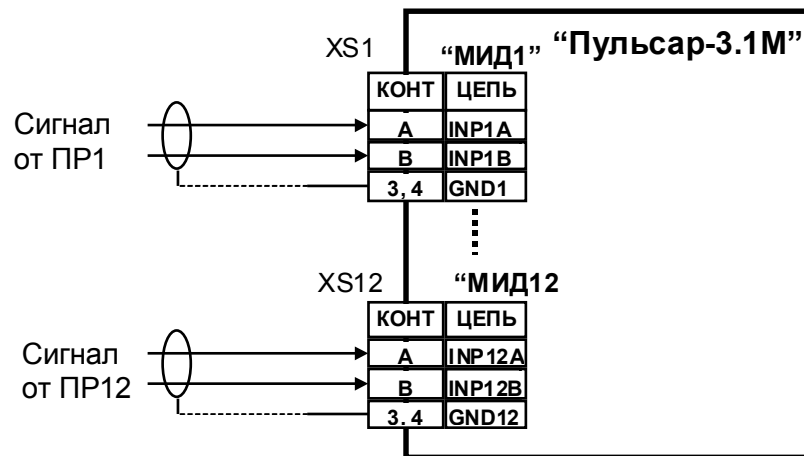 XS1 “МИД1” “Пульсар-3.1М”
КОНТ ЦЕПЬ
Сигнал
от ПР1
A INP1A
B INP1B
3, 4 GND1
XS12 “МИД12
КОНТ ЦЕПЬ
Сигнал
от ПР12
A INP12A
B INP12B
3. 4 GND12